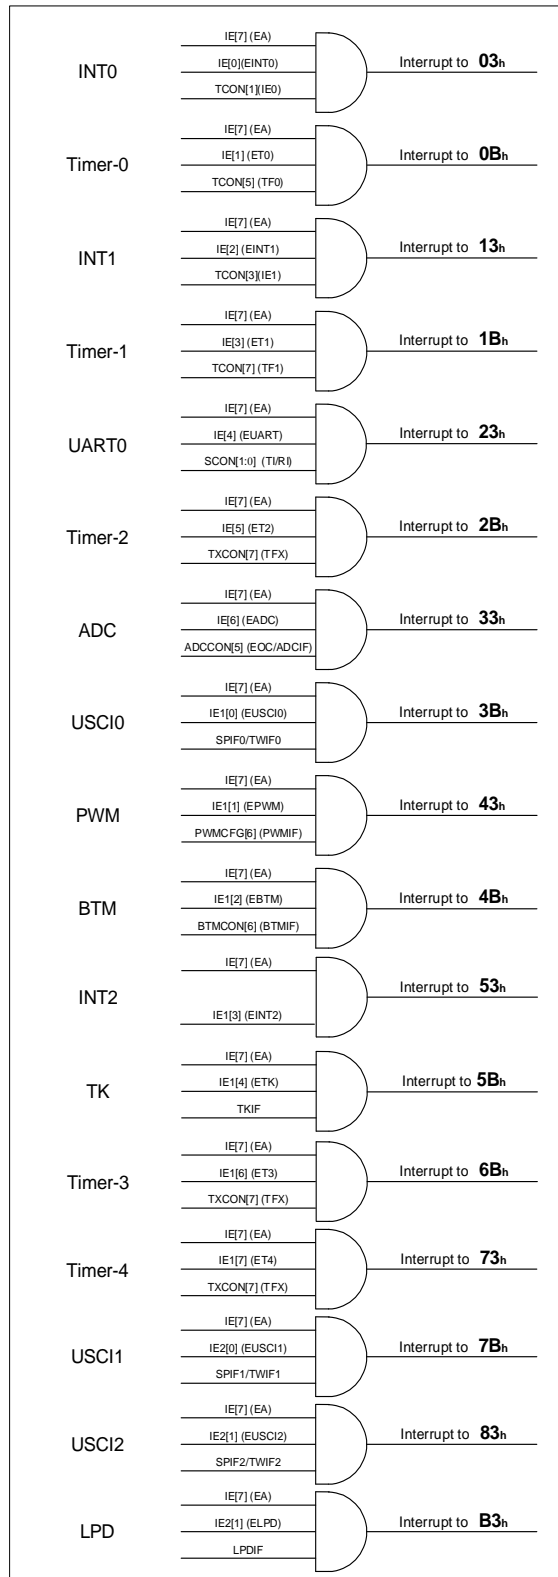 IE[7] (EA)
INT0 IE[0](EINT0) Interrupt to 03h
TCON[1](IE0)
IE[7] (EA)
Timer-0 IE[1] (ET0) Interrupt to 0Bh
TCON[5] (TF0)
IE[7] (EA)
INT1 IE[2] (EINT1) Interrupt to 13h
TCON[3](IE1)
IE[7] (EA)
Timer-1 IE[3] (ET1) Interrupt to 1Bh
TCON[7] (TF1)
IE[7] (EA)
UART0 IE[4] (EUART) Interrupt to 23h
SCON[1:0] (TI/RI)
IE[7] (EA)
Timer-2 IE[5] (ET2) Interrupt to 2Bh
TXCON[7] (TFX)
IE[7] (EA)
ADC IE[6] (EADC) Interrupt to 33h
ADCCON[5] (EOC/ADCIF)
IE[7] (EA)
USCI0 IE1[0] (EUSCI0) Interrupt to 3Bh
SPIF0/TWIF0
IE[7] (EA)
PWM IE1[1] (EPWM) Interrupt to 43h
PWMCFG[6] (PWMIF)
IE[7] (EA)
BTM IE1[2] (EBTM) Interrupt to 4Bh
BTMCON[6] (BTMIF)
IE[7] (EA)
INT2 Interrupt to 53h
IE1[3] (EINT2)
IE[7] (EA)
TK IE1[4] (ETK) Interrupt to 5Bh
TKIF
IE[7] (EA)
Timer-3 IE1[6] (ET3) Interrupt to 6Bh
TXCON[7] (TFX)
IE[7] (EA)
Timer-4 IE1[7] (ET4) Interrupt to 73h
TXCON[7] (TFX)
IE[7] (EA)
USCI1 IE2[0] (EUSCI1) Interrupt to 7Bh
SPIF1/TWIF1
IE[7] (EA)
USCI2 IE2[1] (EUSCI2) Interrupt to 83h
SPIF2/TWIF2
IE[7] (EA)
LPD IE2[1] (ELPD) Interrupt to B3h
LPDIF